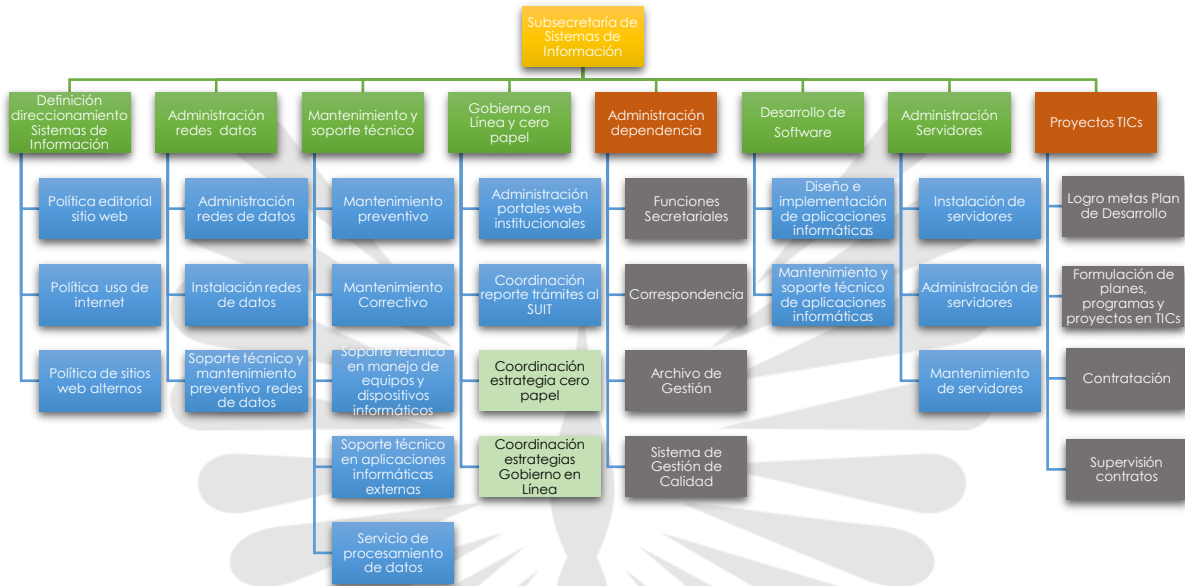 Subsecretaría de
Sistemas de
Información
Definición
direccionamiento
Sistemas de
Información
Administración
redes datos
Mantenimiento y
soporte técnico
Gobierno en
Línea y cero
papel
Administración
dependencia
Desarrollo de
Software
Administración
Servidores
Proyectos TICs
Política editorial
sitio web
Política uso de
internet
Política de sitios
web alternos
Administración
redes de datos
Instalación redes
de datos
Soporte técnico y
mantenimiento
preventivo redes
de datos
Mantenimiento
preventivo
Mantenimiento
Correctivo
Soporte técnico
en manejo de
equipos y
dispositivos
informáticos
Soporte técnico
en aplicaciones
informáticas
externas
Servicio de
procesamiento
de datos
Administración
portales web
institucionales
Coordinación
reporte trámites al
SUIT
Coordinación
estrategia cero
papel
Coordinación
estrategias
Gobierno en
Línea
Funciones
Secretariales
Correspondencia
Archivo de
Gestión
Sistema de
Gestión de
Calidad
Diseño e
implementación
de aplicaciones
informáticas
Mantenimiento y
soporte técnico
de aplicaciones
informáticas
Instalación de
servidores
Administración de
servidores
Mantenimiento
de servidores
Logro metas Plan
de Desarrollo
Formulación de
planes,
programas y
proyectos en TICs
Contratación
Supervisión
contratos